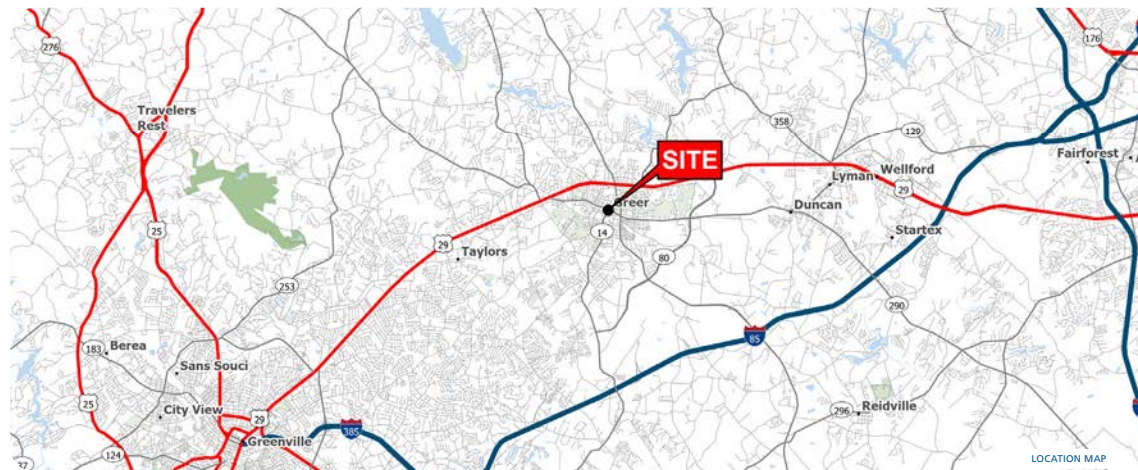 276
176
Travelers
Rest
358
129
SITE
Fairforest
Lyman
Wellford
29
Duncan
25
14
Startex
29
Taylors
80
253
290
85
183
Berea
Sans Souci
25
City View
29
296
Reidville
385
Greenville
124
37
LOCATION MAP